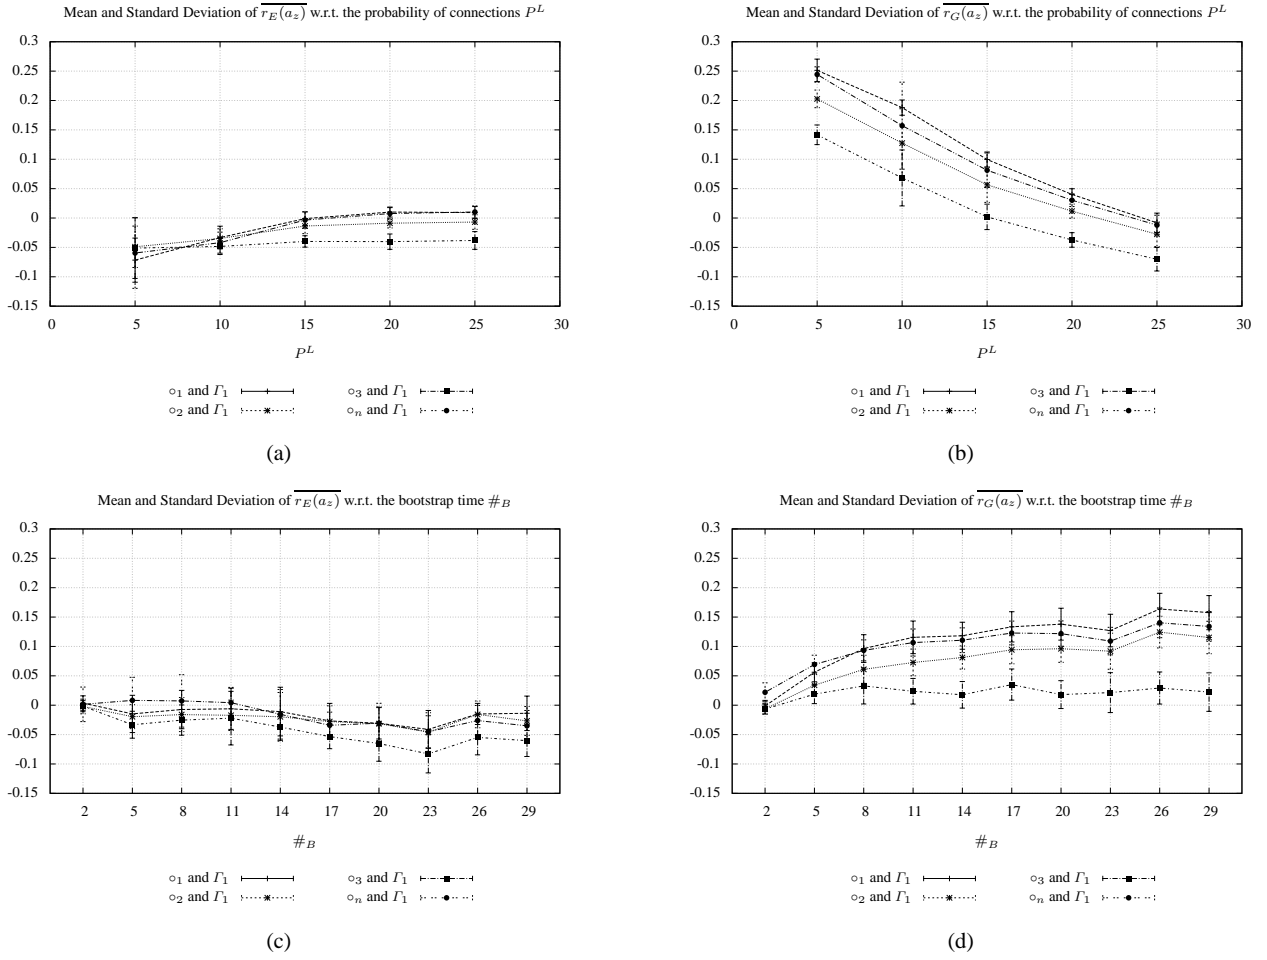 Mean and Standard Deviation of r_E(a_z) w.r.t. the probability of connections P^L
0.3
0.25
0.2
0.15
0.1
0.05
0
-0.05
-0.1
-0.15
0 5 10 15 20 25 30
P^L
○1 and Γ1
○3 and Γ1
○2 and Γ1
○n and Γ1
(a)
Mean and Standard Deviation of r_G(a_z) w.r.t. the probability of connections P^L
0.3
0.25
0.2
0.15
0.1
0.05
0
-0.05
-0.1
-0.15
0 5 10 15 20 25 30
P^L
○1 and Γ1
○3 and Γ1
○2 and Γ1
○n and Γ1
(b)
Mean and Standard Deviation of r_E(a_z) w.r.t. the bootstrap time #_B
0.3
0.25
0.2
0.15
0.1
0.05
0
-0.05
-0.1
-0.15
2 5 8 11 14 17 20 23 26 29
#_B
○1 and Γ1
○3 and Γ1
○2 and Γ1
○n and Γ1
(c)
Mean and Standard Deviation of r_G(a_z) w.r.t. the bootstrap time #_B
0.3
0.25
0.2
0.15
0.1
0.05
0
-0.05
-0.1
-0.15
2 5 8 11 14 17 20 23 26 29
#_B
○1 and Γ1
○3 and Γ1
○2 and Γ1
○n and Γ1
(d)